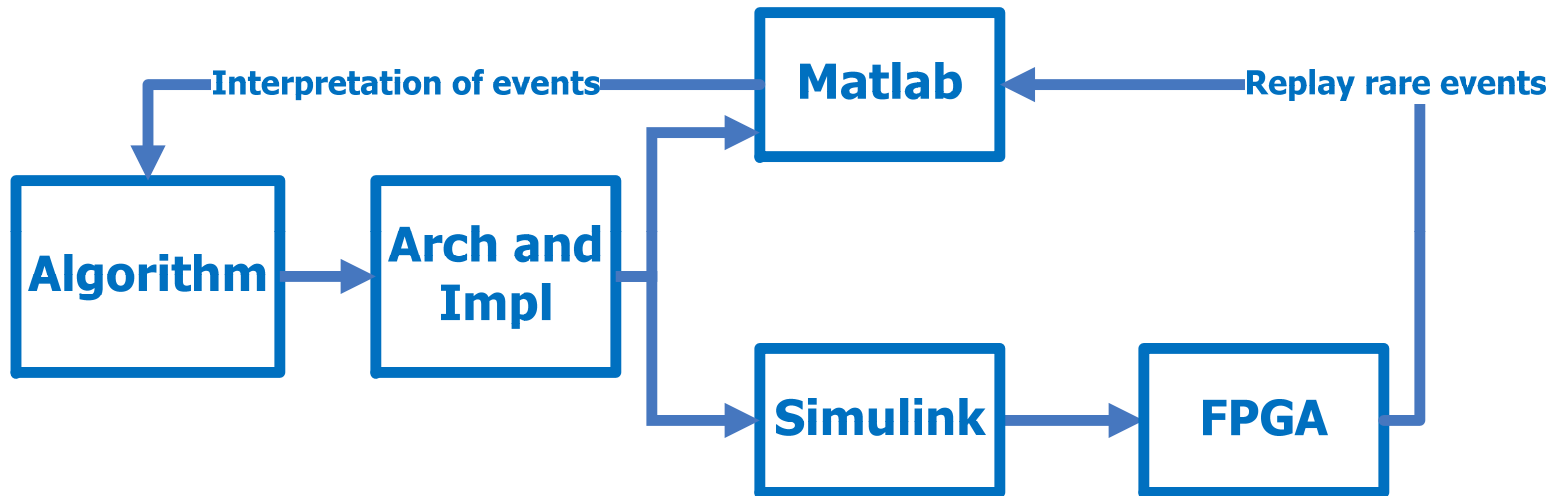 Matlab
Interpretation of events
Replay rare events
Algorithm
Arch and
Impl
Simulink
FPGA